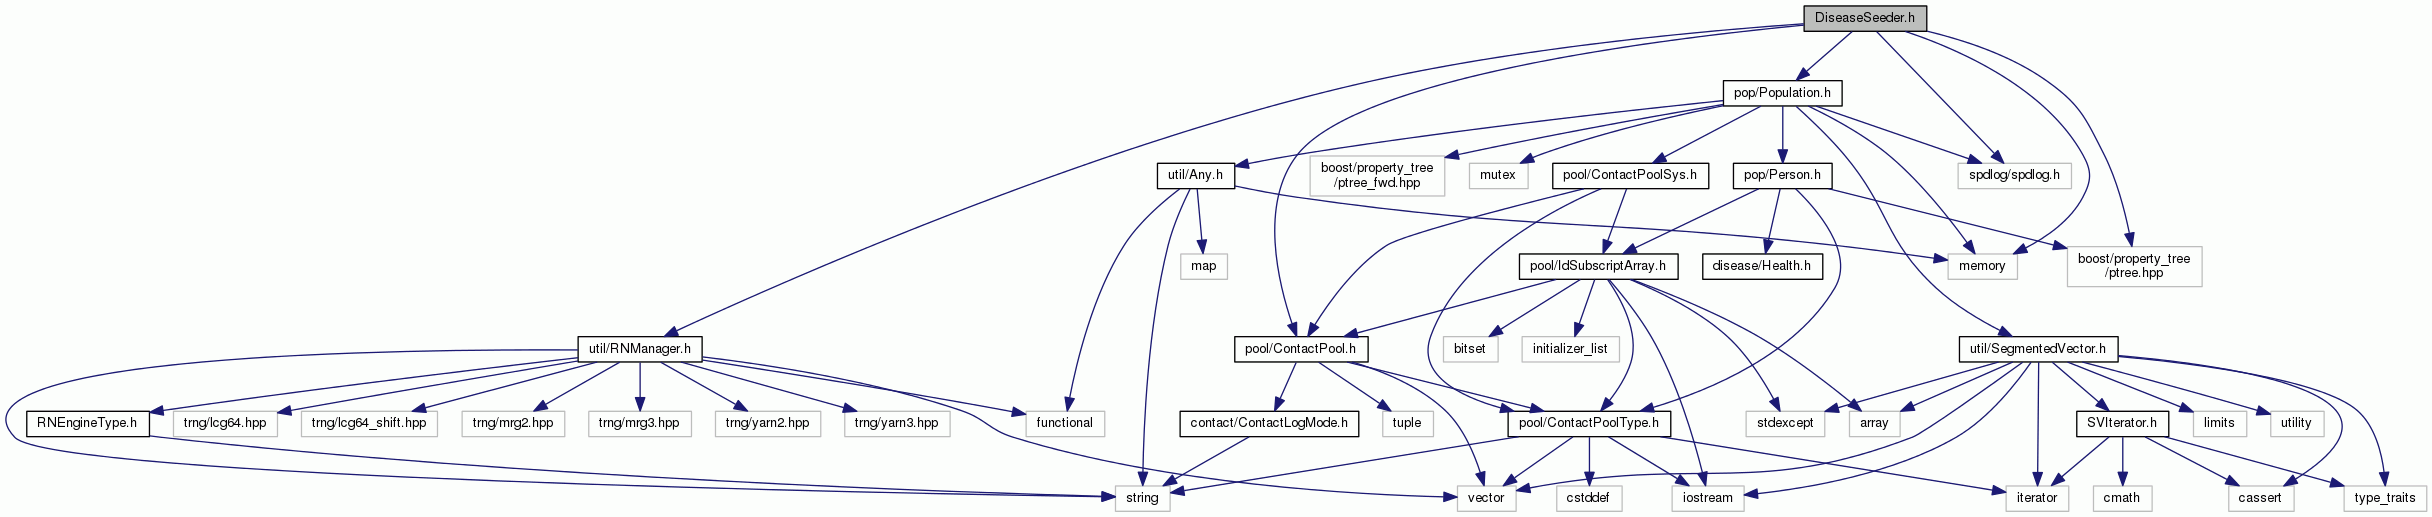 DiseaseSeeder.h
pop/Population.h
util/Any.h
boost/property_tree
/ptree_fwd.hpp
mutex
pool/ContactPoolSys.h
pop/Person.h
spdlog/spdlog.h
map
pool/IdSubscriptArray.h
disease/Health.h
memory
boost/property_tree
/ptree.hpp
util/RNManager.h
pool/ContactPool.h
bitset
initializer_list
util/SegmentedVector.h
RNEngineType.h
trng/lcg64.hpp
trng/lcg64_shift.hpp
trng/mrg2.hpp
trng/mrg3.hpp
trng/yarn2.hpp
trng/yarn3.hpp
functional
contact/ContactLogMode.h
tuple
pool/ContactPoolType.h
stdexcept
array
SVIterator.h
limits
utility
string
vector
cstddef
iostream
iterator
cmath
cassert
type_traits